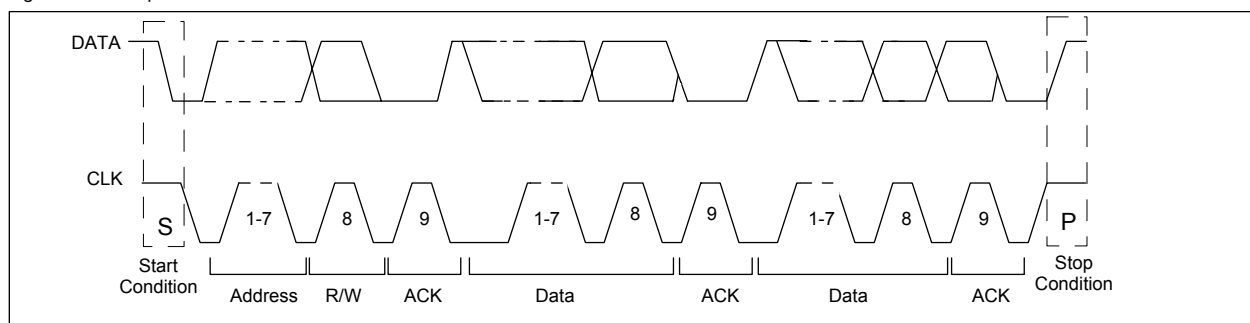 DATA
CLK
1-7
8
9
1-7
8
9
1-7
8
9
S
P
Start
Condition
Stop
Condition
Address
R/W
ACK
Data
ACK
Data
ACK